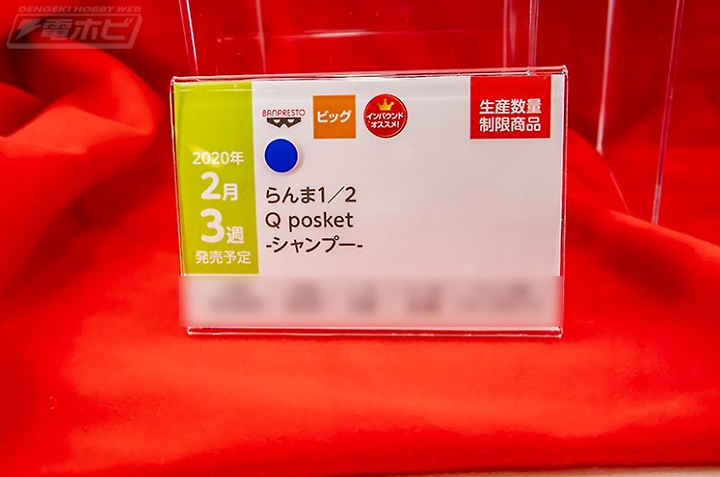 DENGEKI HOBBY WEB
電ホビ
BANPRESTO
ビッグ
インバウンド
オススメ!
生産数量
制限商品
2020年
2月
3週
発売予定
らんま1/2
Q posket
-シャンプー-